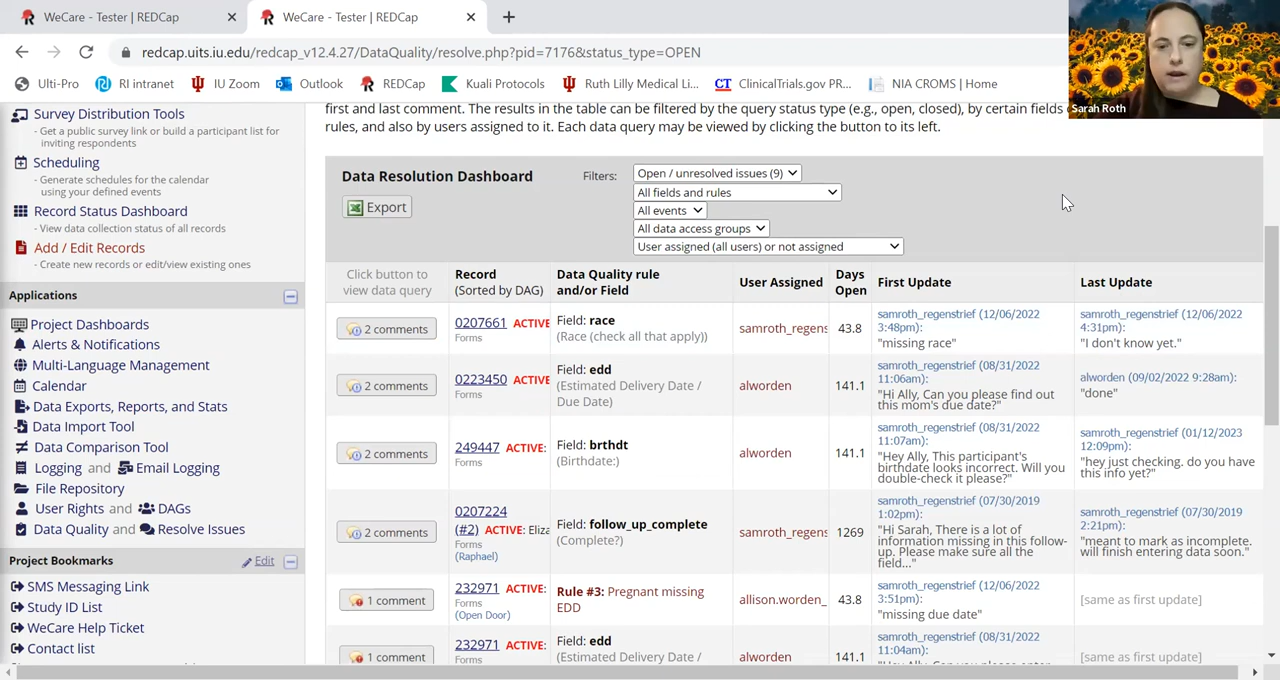 WeCare - Tester | REDCap
WeCare - Tester | REDCap
redcap.uits.iu.edu/redcap_v12.4.27/DataQuality/resolve.php?pid=7176&status_type=OPEN
Ulti-Pro RI intranet IU Zoom Outlook REDCap Kuali Protocols Ruth Lilly Medical Li... CT ClinicalTrials.gov PR... NIA CROMS | Home
Sarah Roth
Survey Distribution Tools
- Get a public survey link or build a participant list for
inviting respondents
Scheduling
- Generate schedules for the calendar
using your defined events
Record Status Dashboard
- View data collection status of all records
Add / Edit Records
- Create new records or edit/view existing ones
Applications
Project Dashboards
Alerts & Notifications
Multi-Language Management
Calendar
Data Exports, Reports, and Stats
Data Import Tool
Data Comparison Tool
Logging and Email Logging
File Repository
User Rights and DAGs
Data Quality and Resolve Issues
Project Bookmarks Edit
SMS Messaging Link
Study ID List
WeCare Help Ticket
Contact list
first and last comment. The results in the table can be filtered by the query status type (e.g., open, closed), by certain fields
rules, and also by users assigned to it. Each data query may be viewed by clicking the button to its left.
Data Resolution Dashboard
Export
Filters:
Open / unresolved issues (9)
All fields and rules
All events
All data access groups
User assigned (all users) or not assigned
Click button to
view data query
Record
(Sorted by DAG)
Data Quality rule
and/or Field
User Assigned
Days
Open
First Update
Last Update
2 comments
0207661 ACTIVE
Forms
Field: race
(Race (check all that apply))
samroth_regens
43.8
samroth_regenstrief (12/06/2022
3:48pm):
"missing race"
samroth_regenstrief (12/06/2022
4:31pm):
"I don't know yet."
2 comments
0223450 ACTIVE
Forms
Field: edd
(Estimated Delivery Date /
Due Date)
alworden
141.1
samroth_regenstrief (08/31/2022
11:06am):
"Hi Ally, Can you please find out
this mom's due date?"
alworden (09/02/2022 9:28am):
"done"
2 comments
249447 ACTIVE:
Forms
Field: brthdt
(Birthdate:)
alworden
141.1
samroth_regenstrief (08/31/2022
11:07am):
"Hey Ally, This participant's
birthdate looks incorrect. Will you
double-check it please?"
samroth_regenstrief (01/12/2023
12:09pm):
"hey just checking. do you have
this info yet?"
2 comments
0207224
(#2) ACTIVE: Eliza
Forms
(Raphael)
Field: follow_up_complete
(Complete?)
samroth_regens
1269
samroth_regenstrief (07/30/2019
1:02pm):
"Hi Sarah, There is a lot of
information missing in this follow-
up. Please make sure all the
field..."
samroth_regenstrief (07/30/2019
2:21pm):
"meant to mark as incomplete.
will finish entering data soon."
1 comment
232971 ACTIVE:
Forms
(Open Door)
Rule #3: Pregnant missing
EDD
allison.worden_
43.8
samroth_regenstrief (12/06/2022
3:51pm):
"missing due date"
[same as first update]
1 comment
232971 ACTIVE:
Forms
Field: edd
(Estimated Delivery Date /
alworden
141.1
samroth_regenstrief (08/31/2022
11:04am):
[same as first update]